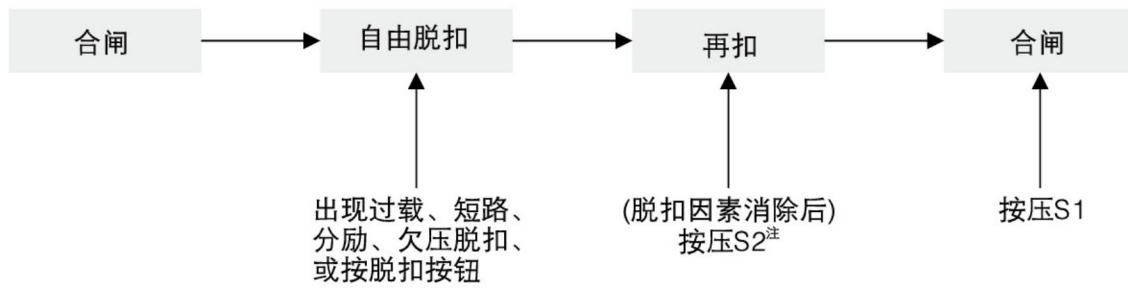 合闸
自由脱扣
再扣
合闸
出现过载、短路、
分励、欠压脱扣、
或按脱扣按钮
(脱扣因素消除后)
按压S2注
按压S1